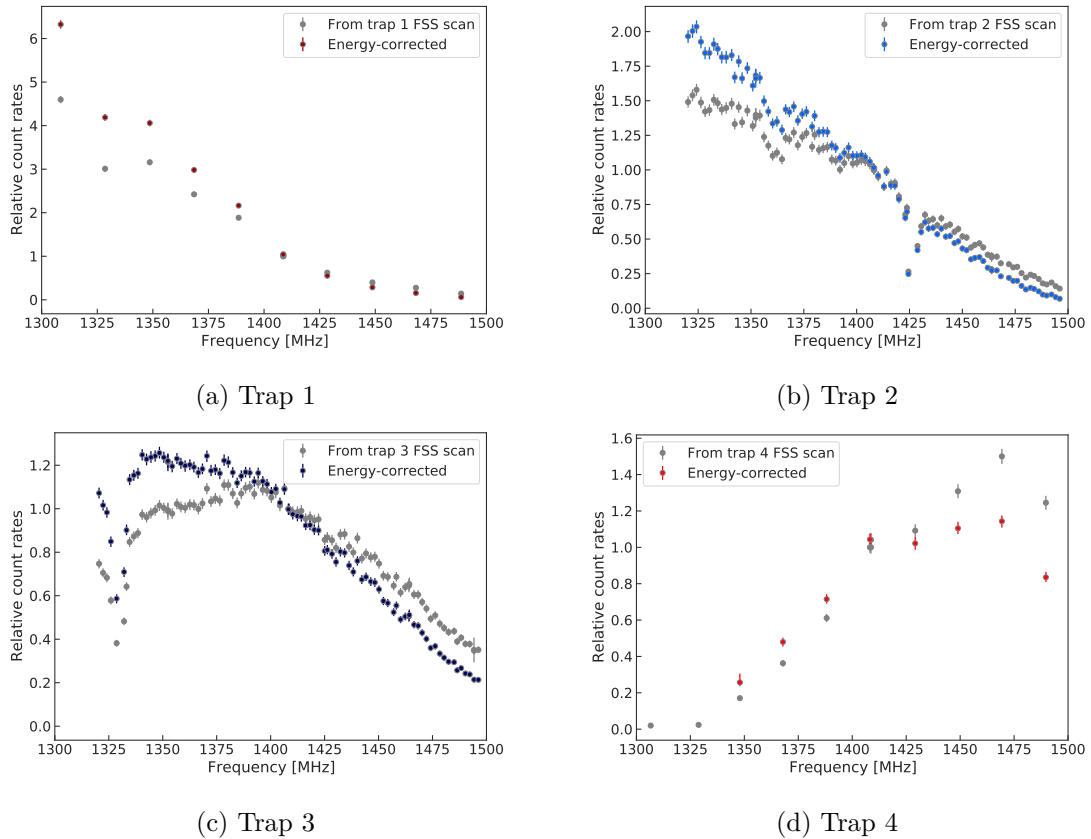 From trap 1 FSS scan
Energy-corrected
Relative count rates
6
5
4
3
2
1
0
1300 1325 1350 1375 1400 1425 1450 1475 1500
Frequency [MHz]
(a) Trap 1
From trap 2 FSS scan
Energy-corrected
Relative count rates
2.00
1.75
1.50
1.25
1.00
0.75
0.50
0.25
0.00
1300 1325 1350 1375 1400 1425 1450 1475 1500
Frequency [MHz]
(b) Trap 2
From trap 3 FSS scan
Energy-corrected
Relative count rates
1.2
1.0
0.8
0.6
0.4
0.2
0.0
1300 1325 1350 1375 1400 1425 1450 1475 1500
Frequency [MHz]
(c) Trap 3
From trap 4 FSS scan
Energy-corrected
Relative count rates
1.6
1.4
1.2
1.0
0.8
0.6
0.4
0.2
0.0
1300 1325 1350 1375 1400 1425 1450 1475 1500
Frequency [MHz]
(d) Trap 4